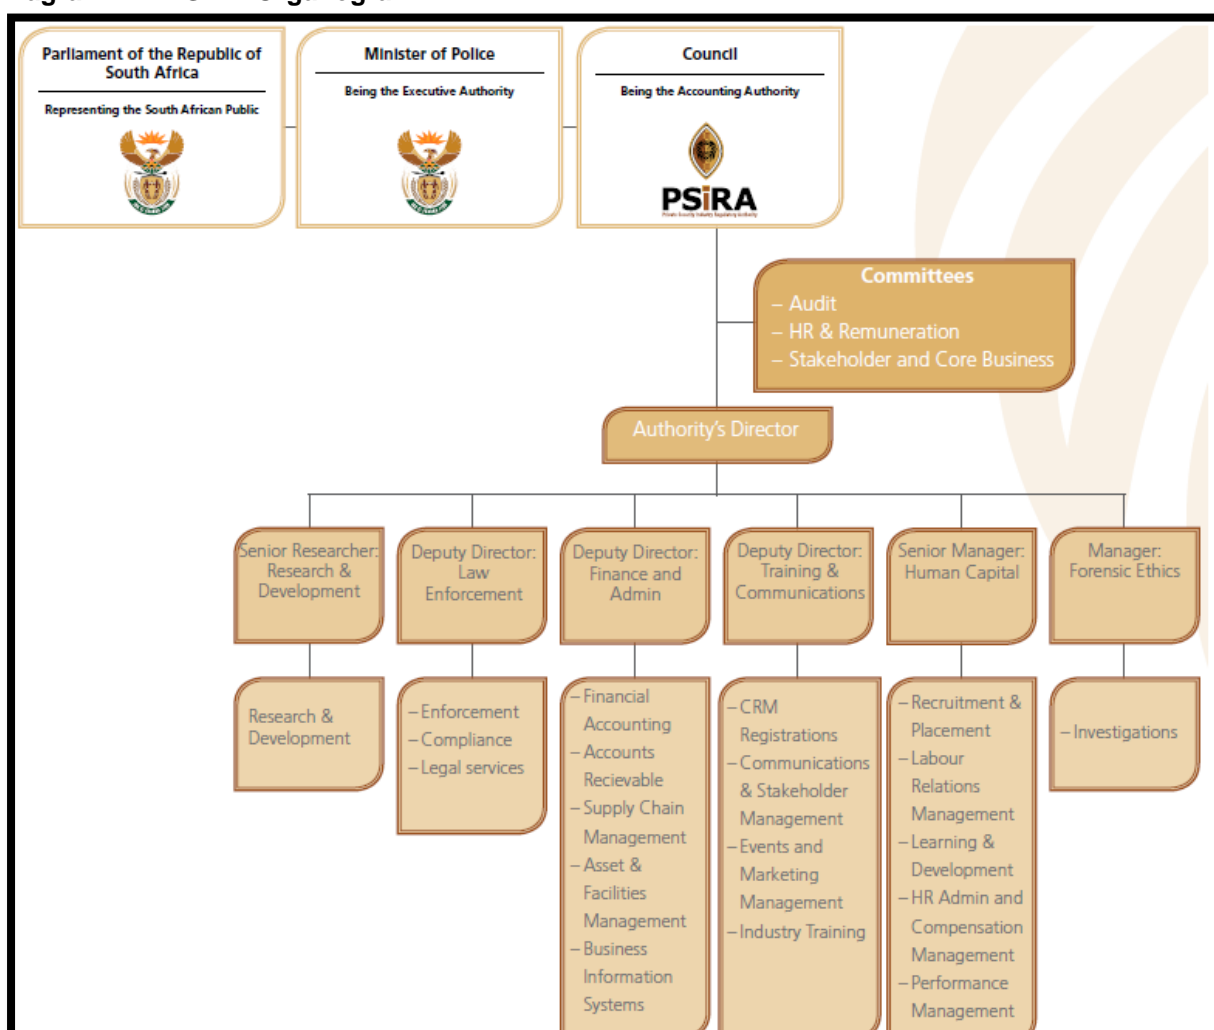 Parliament of the Republic of
South Africa
Representing the South African Public
Minister of Police
Being the Executive Authority
Council
Being the Accounting Authority
PSiRA
Private Security Industry Regulatory Authority
Committees
– Audit
– HR & Remuneration
– Stakeholder and Core Business
Authority's Director
Senior Researcher:
Research &
Development
Deputy Director:
Law
Enforcement
Deputy Director:
Finance and
Admin
Deputy Director:
Training &
Communications
Senior Manager:
Human Capital
Manager:
Forensic Ethics
Research &
Development
– Enforcement
– Compliance
– Legal services
– Financial
Accounting
– Accounts
Recievable
– Supply Chain
Management
– Asset &
Facilities
Management
– Business
Information
Systems
– CRM
Registrations
– Communications
& Stakeholder
Management
– Events and
Marketing
Management
– Industry Training
– Recruitment &
Placement
– Labour
Relations
Management
– Learning &
Development
– HR Admin and
Compensation
Management
– Performance
Management
– Investigations